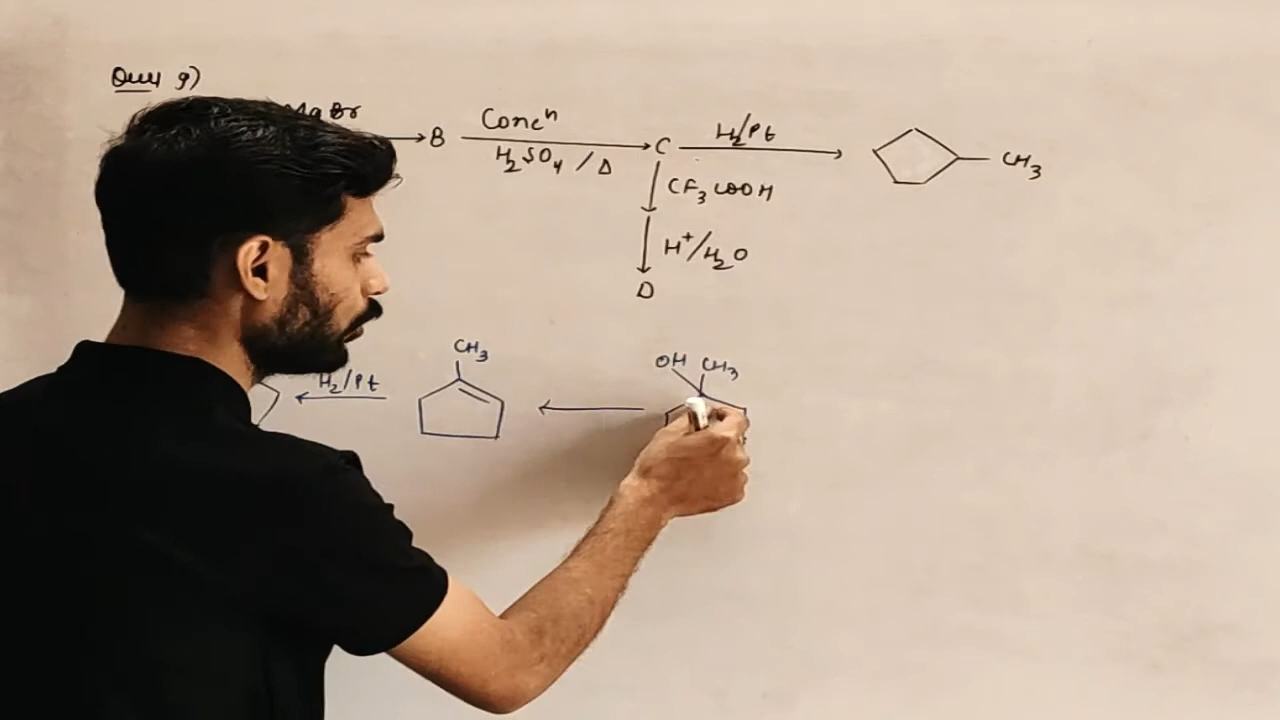 Ques 9)
MgBr → B Concⁿ H₂SO₄ / Δ → C H₂/Pt → CH₃
CF₃COOH
H⁺/H₂O
D
CH₃
OH CH₃
H₂/Pt